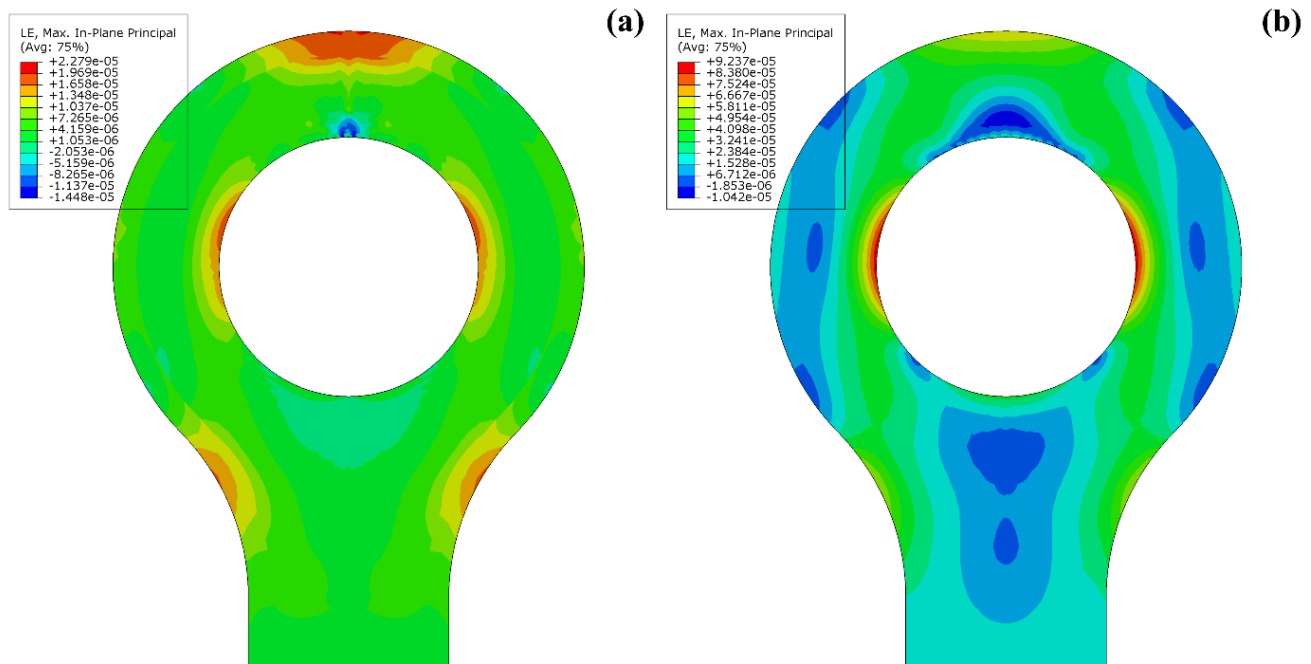 (a)
LE, Max. In-Plane Principal
(Avg: 75%)
+2.279e-05
+1.969e-05
+1.658e-05
+1.348e-05
+1.037e-05
+7.265e-06
+4.159e-06
+1.053e-06
-2.053e-06
-5.159e-06
-8.265e-06
-1.137e-05
-1.448e-05
(b)
LE, Max. In-Plane Principal
(Avg: 75%)
+9.237e-05
+8.380e-05
+7.524e-05
+6.667e-05
+5.811e-05
+4.954e-05
+4.098e-05
+3.241e-05
+2.384e-05
+1.528e-05
+6.712e-06
-1.853e-06
-1.042e-05